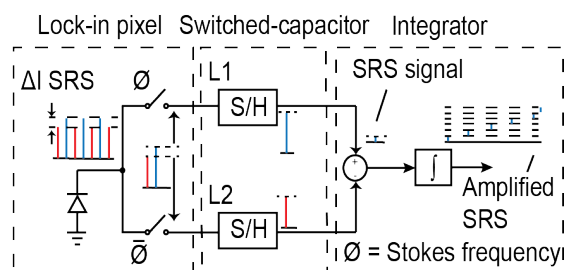 Lock-in pixel Switched-capacitor Integrator
ΔI SRS
Ø
L1
S/H
SRS signal
+
-
∫
Amplified
SRS
L2
S/H
Ø̅
Ø = Stokes frequency